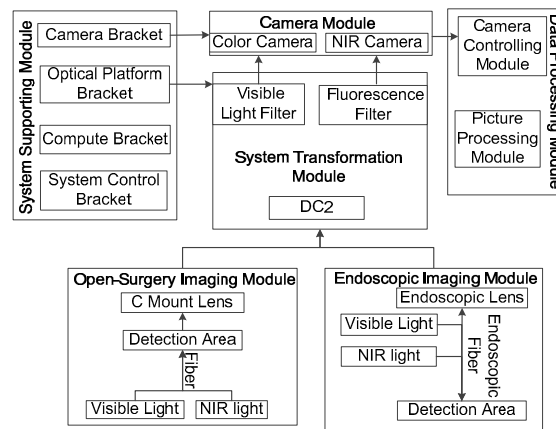 System Supporting Module
Camera Bracket
Optical Platform
Bracket
Compute Bracket
System Control
Bracket
Camera Module
Color Camera
NIR Camera
Visible
Light Filter
Fluorescence
Filter
System Transformation
Module
DC2
Data Processing Module
Camera
Controlling
Module
Picture
Processing
Module
Open-Surgery Imaging Module
C Mount Lens
Detection Area
Fiber
Visible Light
NIR light
Endoscopic Imaging Module
Endoscopic Lens
Visible Light
NIR light
Endoscopic
Fiber
Detection Area